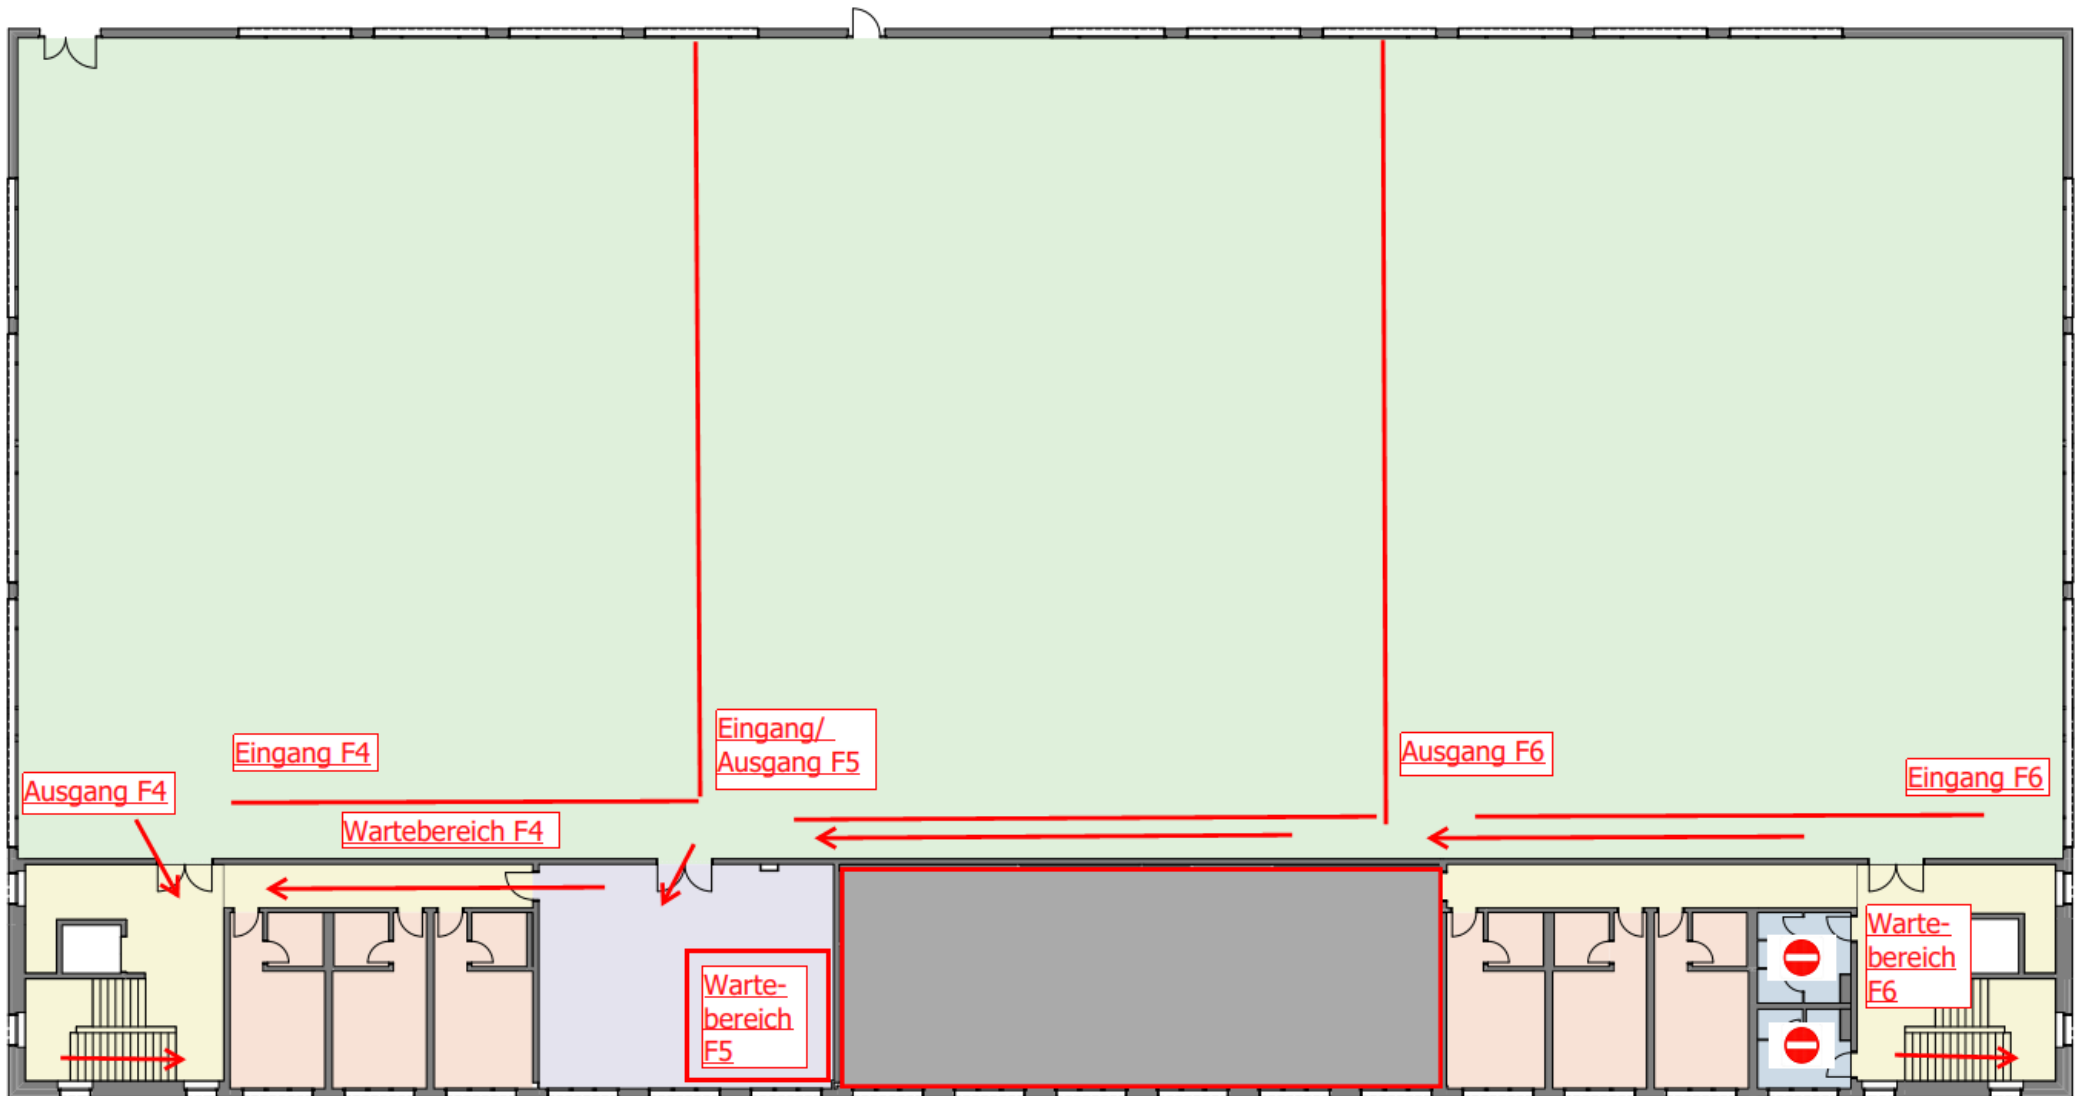 Eingang/
Ausgang F5
Eingang F4
Ausgang F6
Ausgang F4
Eingang F6
Wartebereich F4
Warte-
bereich
F6
Warte-
bereich
F5